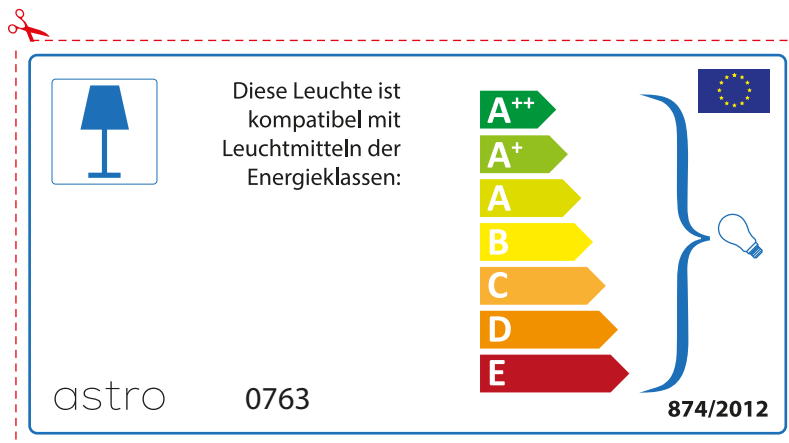 Diese Leuchte ist
kompatibel mit
Leuchtmitteln der
Energieklassen:
A++
A+
A
B
C
D
E
astro
0763
874/2012